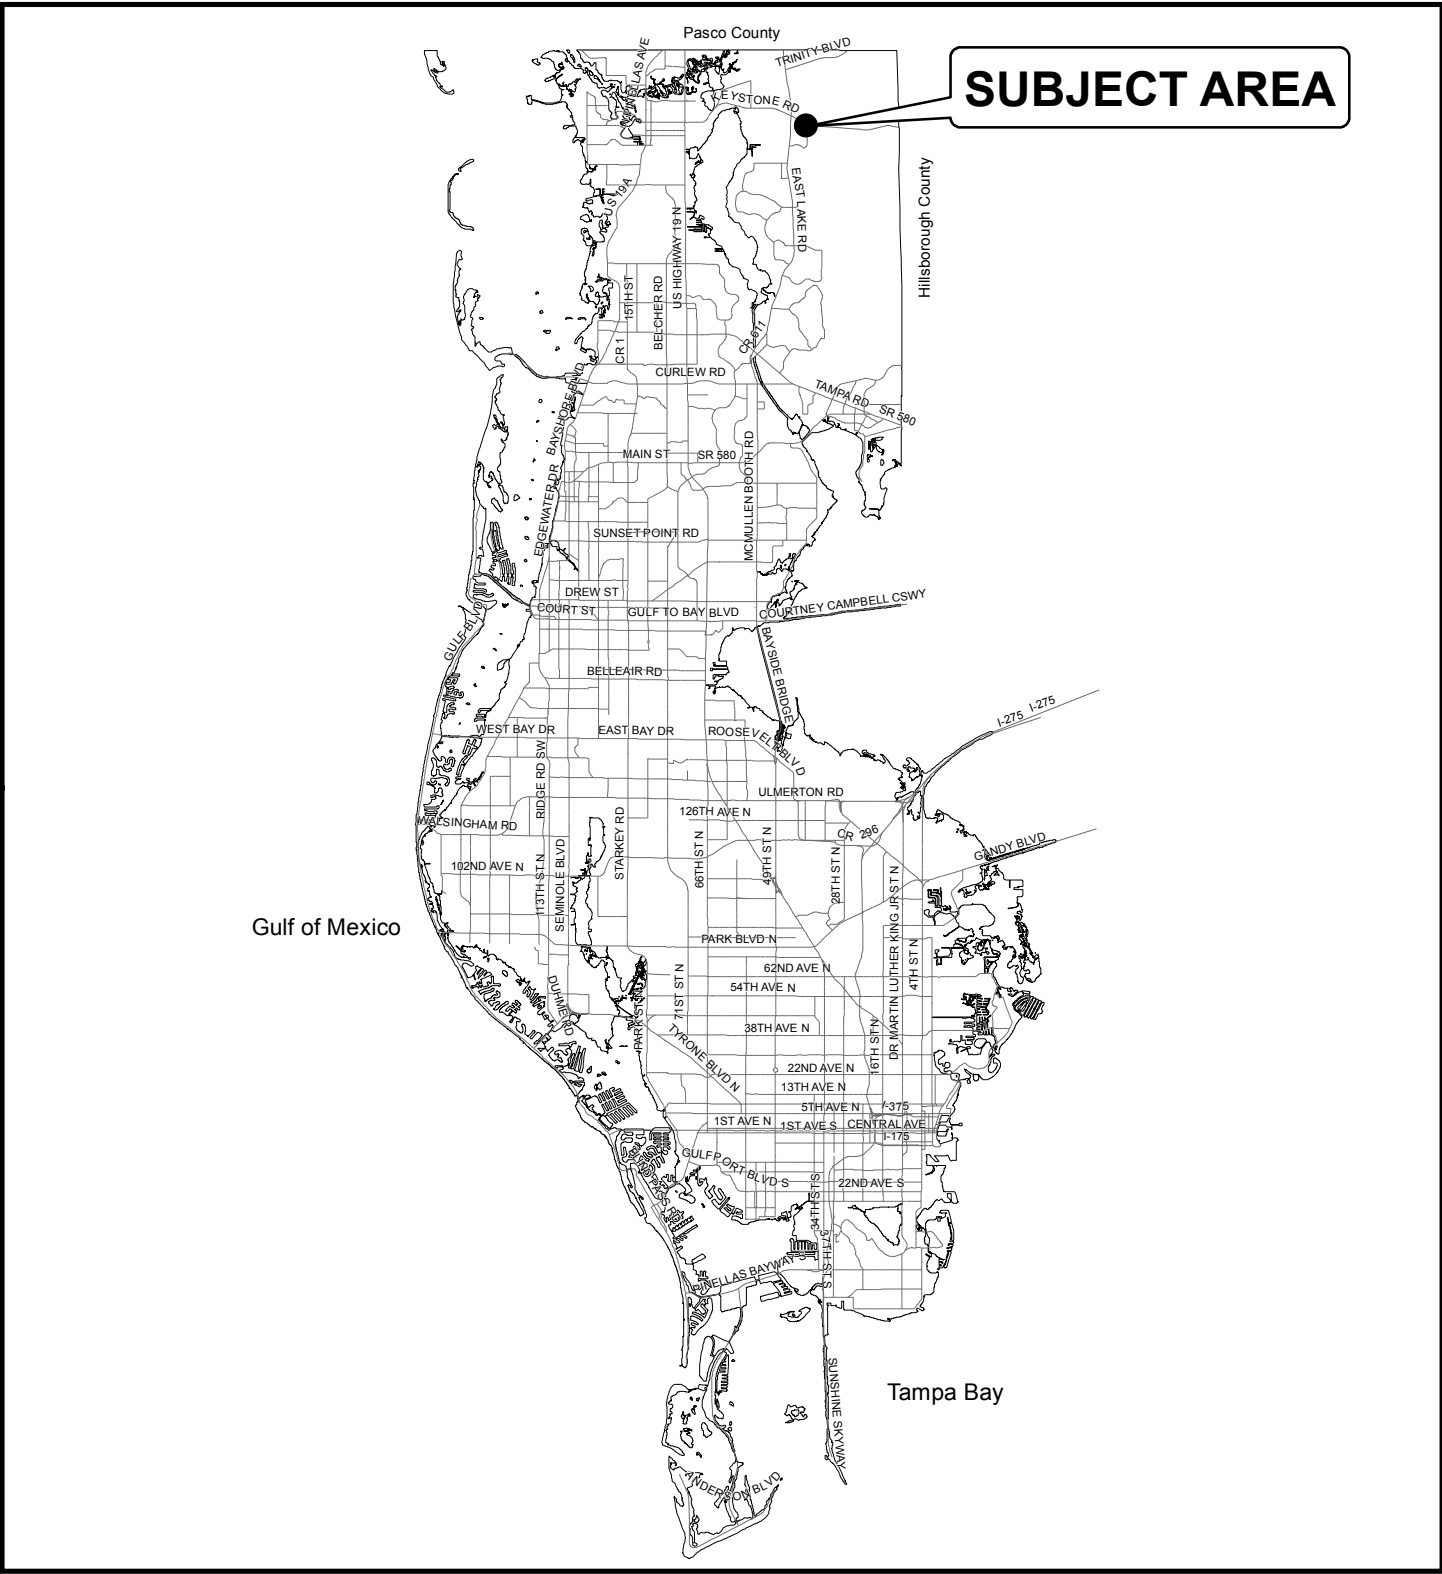 Pasco County
TRINITY BLVD
KEYSTONE RD
SUBJECT AREA
Hillsborough County
EAST LAKE RD
US 19A
US HIGHWAY 19 N
15TH ST
BELCHER RD
CR 1
CR 611
CURLEW RD
TAMPA RD
SR 580
BAYSHORE BLVD
MAIN ST
SR 580
MCMULLEN BOOTH RD
EDGEWATER DR
SUNSET POINT RD
DREW ST
COURT ST
GULF TO BAY BLVD
COURTNEY CAMPBELL CSWY
GULF BLVD
BAYSIDE BRIDGE
BELLEAIR RD
I-275
I-275
WEST BAY DR
EAST BAY DR
ROOSEVELT BLVD
RIDGE RD SW
ULMERTON RD
126TH AVE N
WALSINGHAM RD
STARKEY RD
CR 296
GANDY BLVD
102ND AVE N
113TH ST N
SEMINOLE BLVD
66TH ST N
49TH ST N
28TH ST N
DR MARTIN LUTHER KING JR ST N
Gulf of Mexico
PARK BLVD N
4TH ST N
62ND AVE N
54TH AVE N
71ST ST N
DUHME RD
PARK ST N
38TH AVE N
16TH ST N
TYRONE BLVD N
22ND AVE N
13TH AVE N
5TH AVE N
I-375
1ST AVE N
1ST AVE S
CENTRAL AVE
I-175
GULFPORT BLVD S
22ND AVE S
34TH ST S
37TH ST S
PINELLAS BAYWAY S
SUNSHINE SKYWAY
Tampa Bay
ANDERSON BLVD